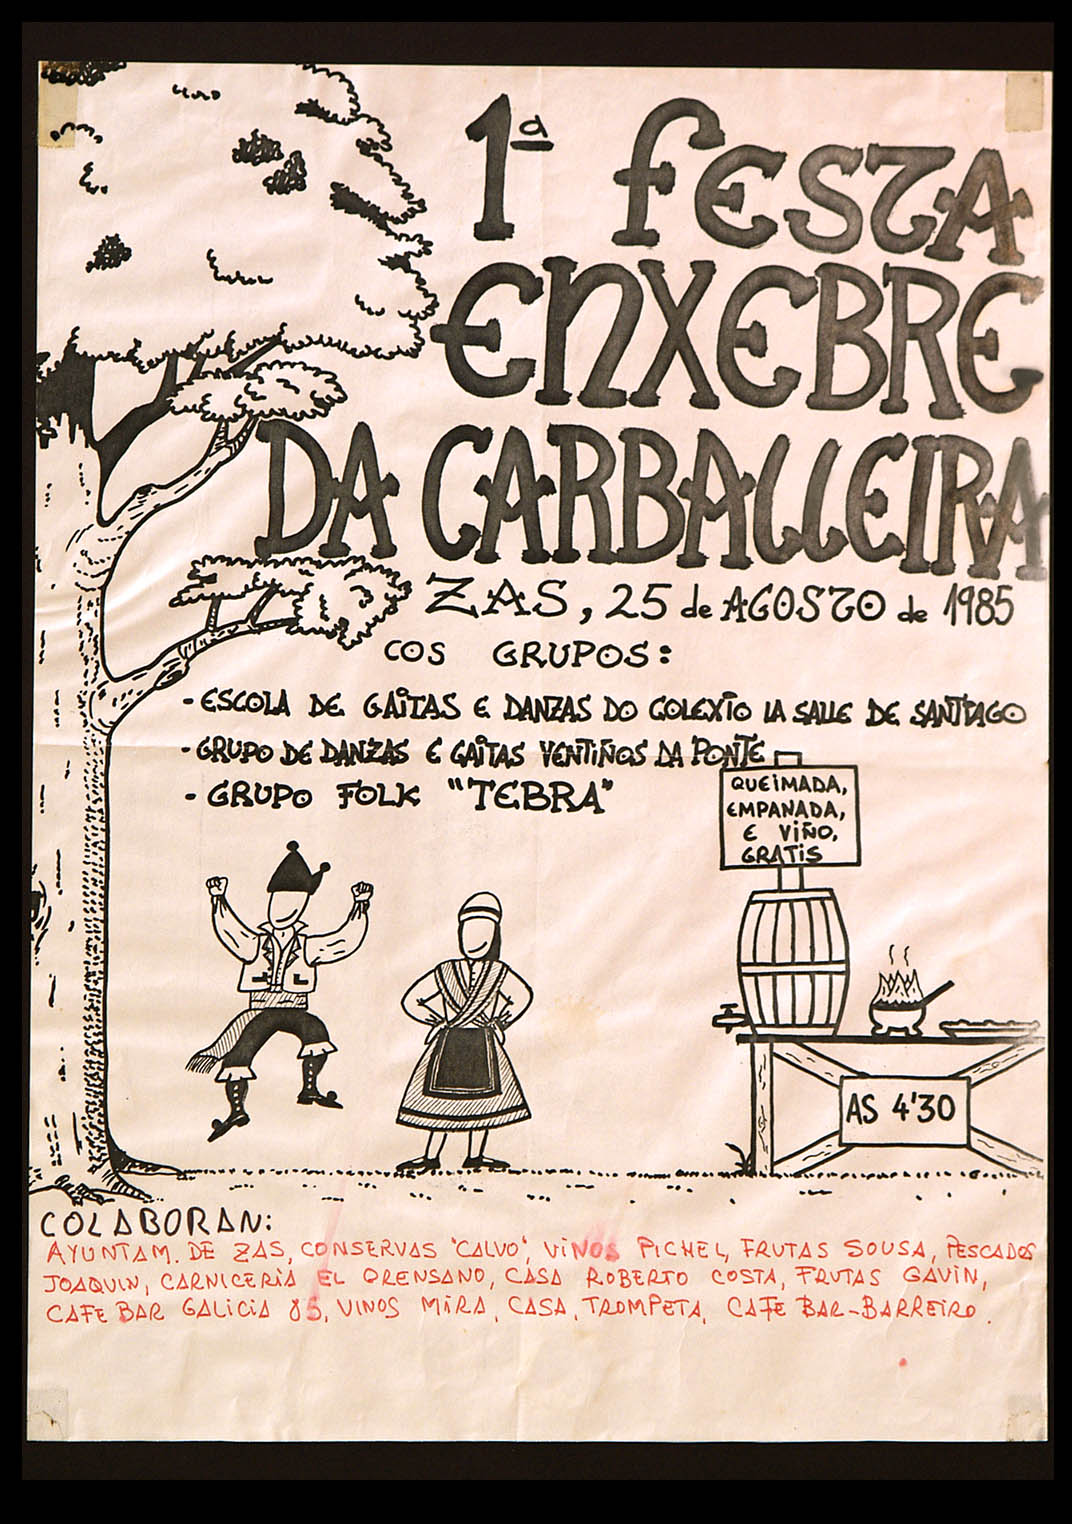 1ª FESTA
ENXEBRE
DA CARBALLEIRA
ZAS, 25 de AGOSTO de 1985
COS GRUPOS:
- ESCOLA DE GAITAS E DANZAS DO COLEXIO LA SALLE DE SANTIAGO
- GRUPO DE DANZAS E GAITAS VENTIÑOS DA PONTE
- GRUPO FOLK "TEBRA"
QUEIMADA,
EMPANADA,
E VIÑO,
GRATIS
AS 4'30
COLABORAN:
AYUNTAM. DE ZAS, CONSERVAS "CALVO", VINOS PICHEL, FRUTAS SOUSA, PESCADOS
JOAQUIN, CARNICERIA EL ORENSANO, CASA ROBERTO COSTA, FRUTAS GAVIN,
CAFE BAR GALICIA 85, VINOS MIRA, CASA TROMPETA, CAFE BAR-BARREIRO.